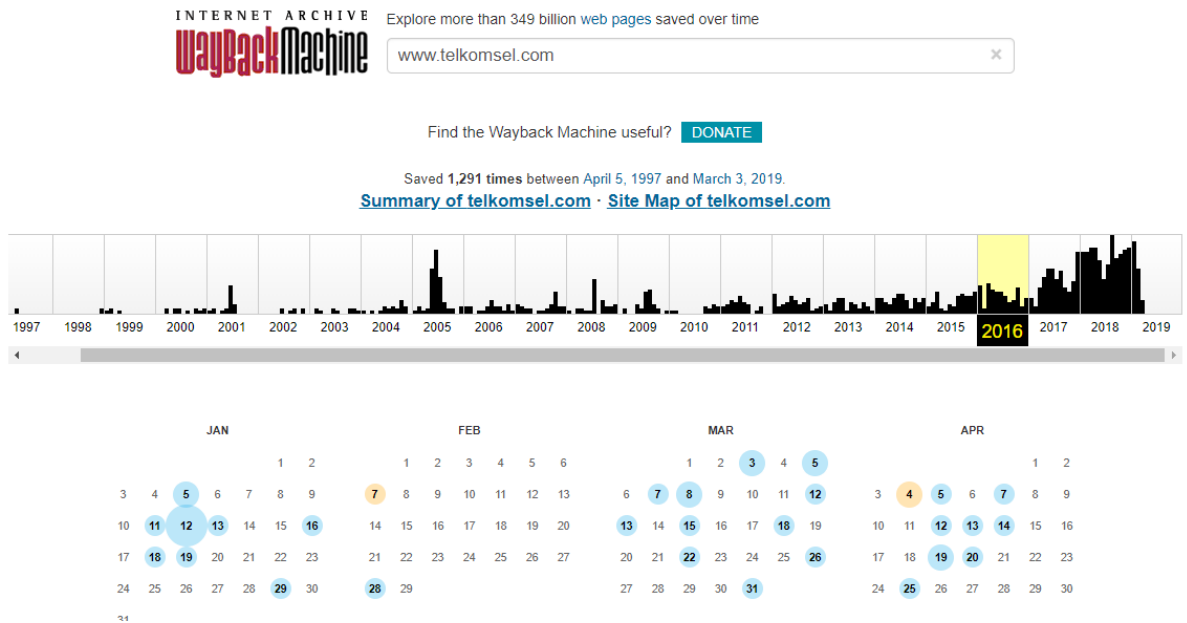 INTERNET ARCHIVE
WayBackMachine
Explore more than 349 billion web pages saved over time
www.telkomsel.com ×
Find the Wayback Machine useful? DONATE
Saved 1,291 times between April 5, 1997 and March 3, 2019.
Summary of telkomsel.com · Site Map of telkomsel.com
1997 1998 1999 2000 2001 2002 2003 2004 2005 2006 2007 2008 2009 2010 2011 2012 2013 2014 2015 2016 2017 2018 2019
JAN FEB MAR APR
1 2 1 2 3 4 5 6 1 2 3 4 5 1 2
3 4 5 6 7 8 9 7 8 9 10 11 12 13 6 7 8 9 10 11 12 3 4 5 6 7 8 9
10 11 12 13 14 15 16 14 15 16 17 18 19 20 13 14 15 16 17 18 19 10 11 12 13 14 15 16
17 18 19 20 21 22 23 21 22 23 24 25 26 27 20 21 22 23 24 25 26 17 18 19 20 21 22 23
24 25 26 27 28 29 30 28 29 27 28 29 30 31 24 25 26 27 28 29 30
31